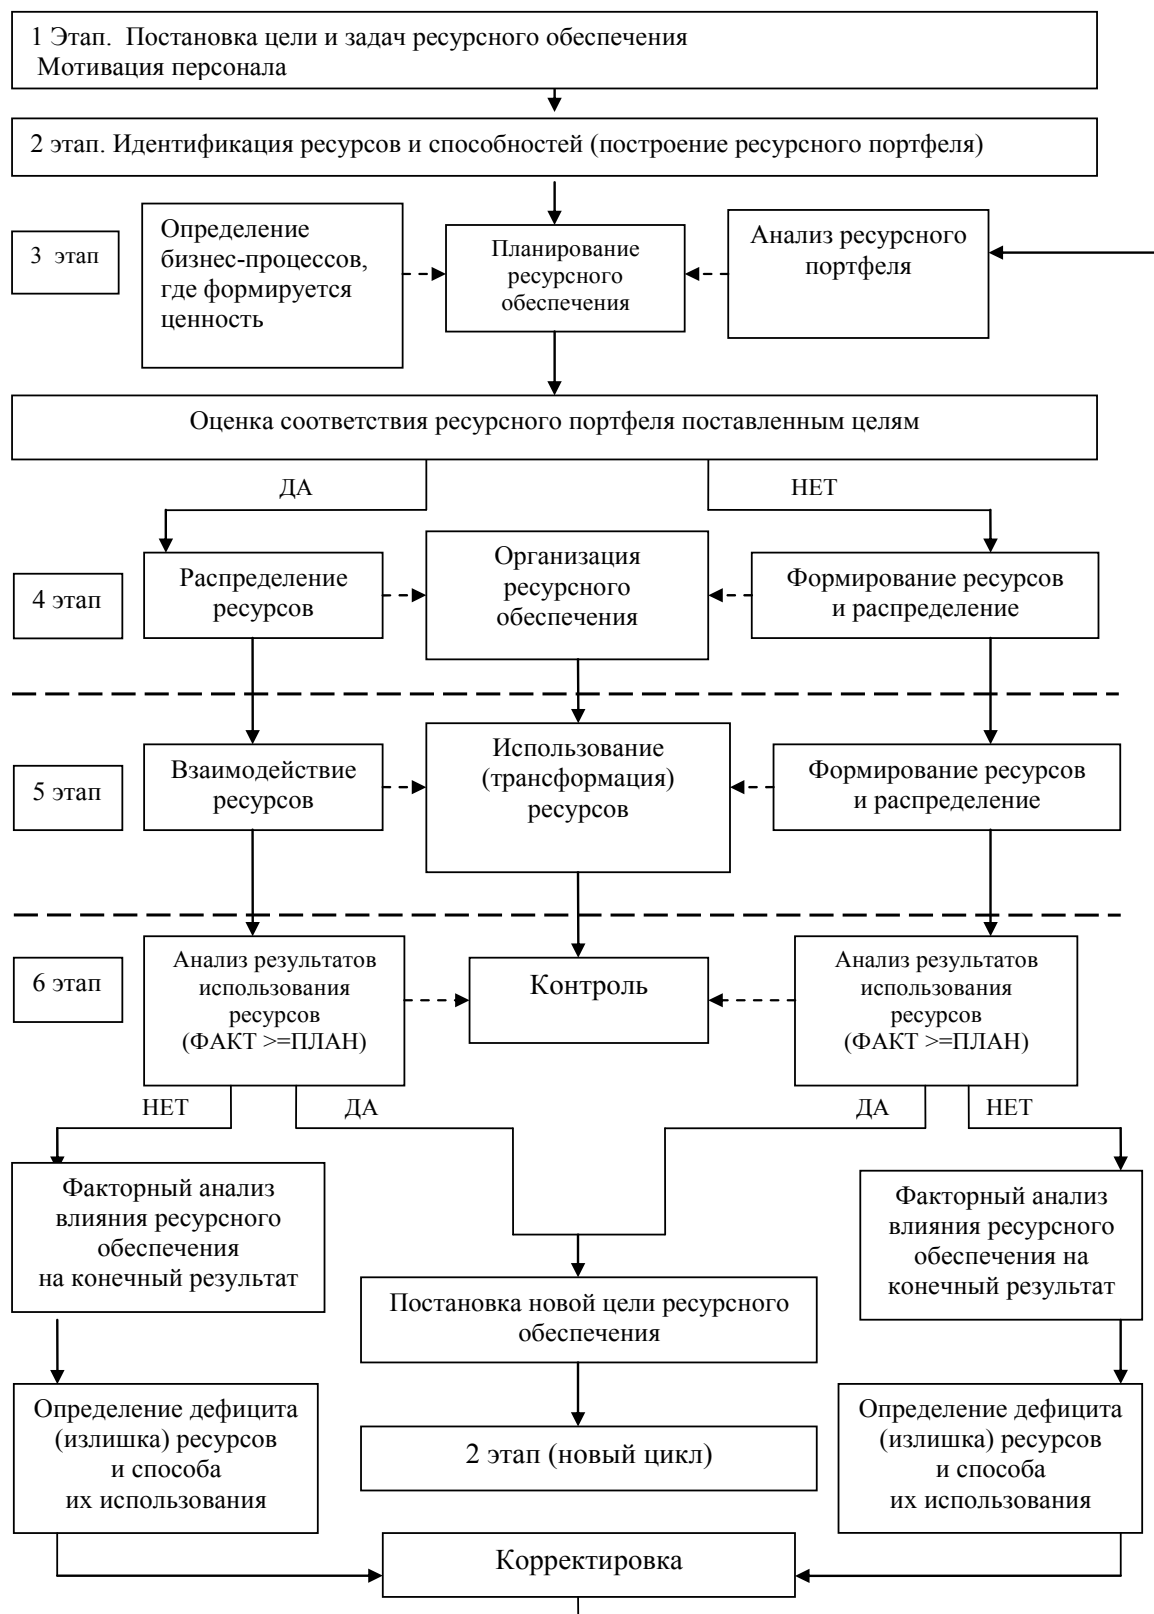 1 Этап. Постановка цели и задач ресурсного обеспечения
Мотивация персонала
2 этап. Идентификация ресурсов и способностей (построение ресурсного портфеля)
3 этап
Определение
бизнес-процессов,
где формируется
ценность
Планирование
ресурсного
обеспечения
Анализ ресурсного
портфеля
Оценка соответствия ресурсного портфеля поставленным целям
ДА
НЕТ
4 этап
Распределение
ресурсов
Организация
ресурсного
обеспечения
Формирование ресурсов
и распределение
5 этап
Взаимодействие
ресурсов
Использование
(трансформация)
ресурсов
Формирование ресурсов
и распределение
6 этап
Анализ результатов
использования
ресурсов
(ФАКТ >=ПЛАН)
Контроль
Анализ результатов
использования
ресурсов
(ФАКТ >=ПЛАН)
НЕТ
ДА
ДА
НЕТ
Факторный анализ
влияния ресурсного
обеспечения
на конечный результат
Факторный анализ
влияния ресурсного
обеспечения на
конечный результат
Постановка новой цели ресурсного
обеспечения
Определение дефицита
(излишка) ресурсов
и способа
их использования
2 этап (новый цикл)
Определение дефицита
(излишка) ресурсов
и способа
их использования
Корректировка